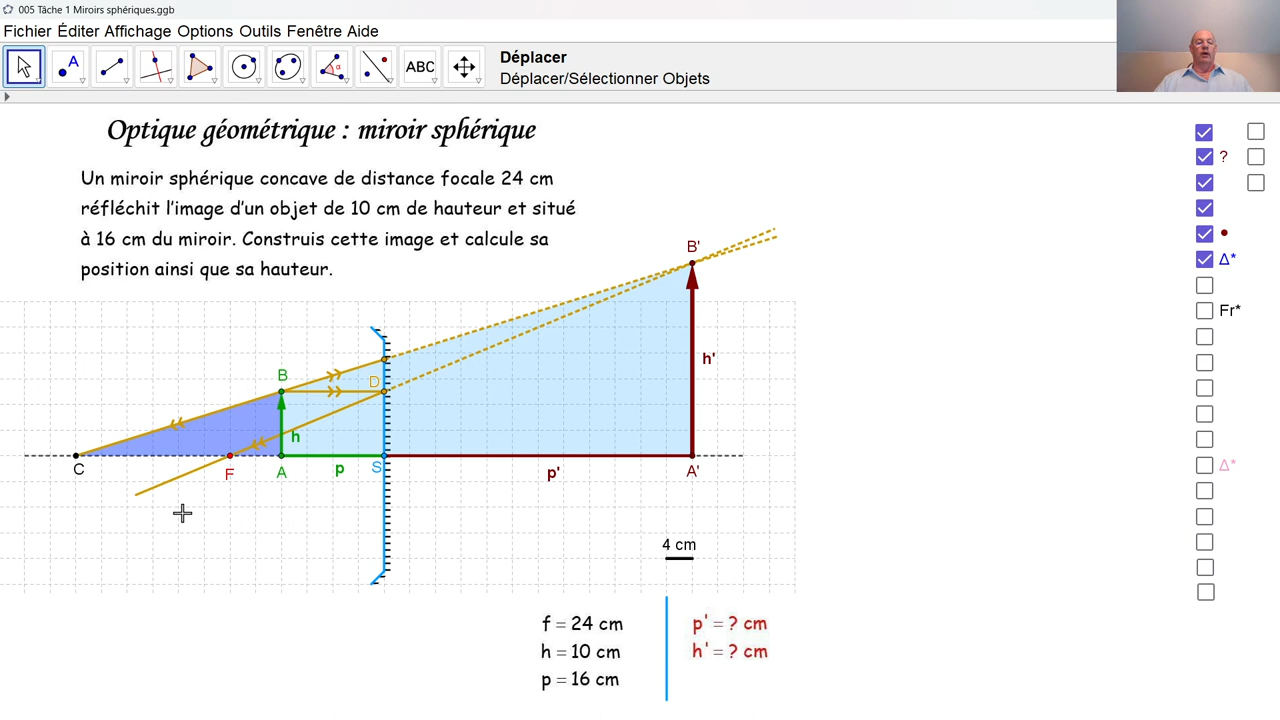 005 Tâche 1 Miroirs sphériques.ggb
Fichier Éditer Affichage Options Outils Fenêtre Aide
A
α
ABC
Déplacer
Déplacer/Sélectionner Objets
Optique géométrique : miroir sphérique
Un miroir sphérique concave de distance focale 24 cm
réfléchit l'image d'un objet de 10 cm de hauteur et situé
à 16 cm du miroir. Construis cette image et calcule sa
position ainsi que sa hauteur.
?
Δ*
Fr*
Δ*
B'
h'
B
D
h
C
F
A
p
S
p'
A'
4 cm
f = 24 cm
h = 10 cm
p = 16 cm
p' = ? cm
h' = ? cm